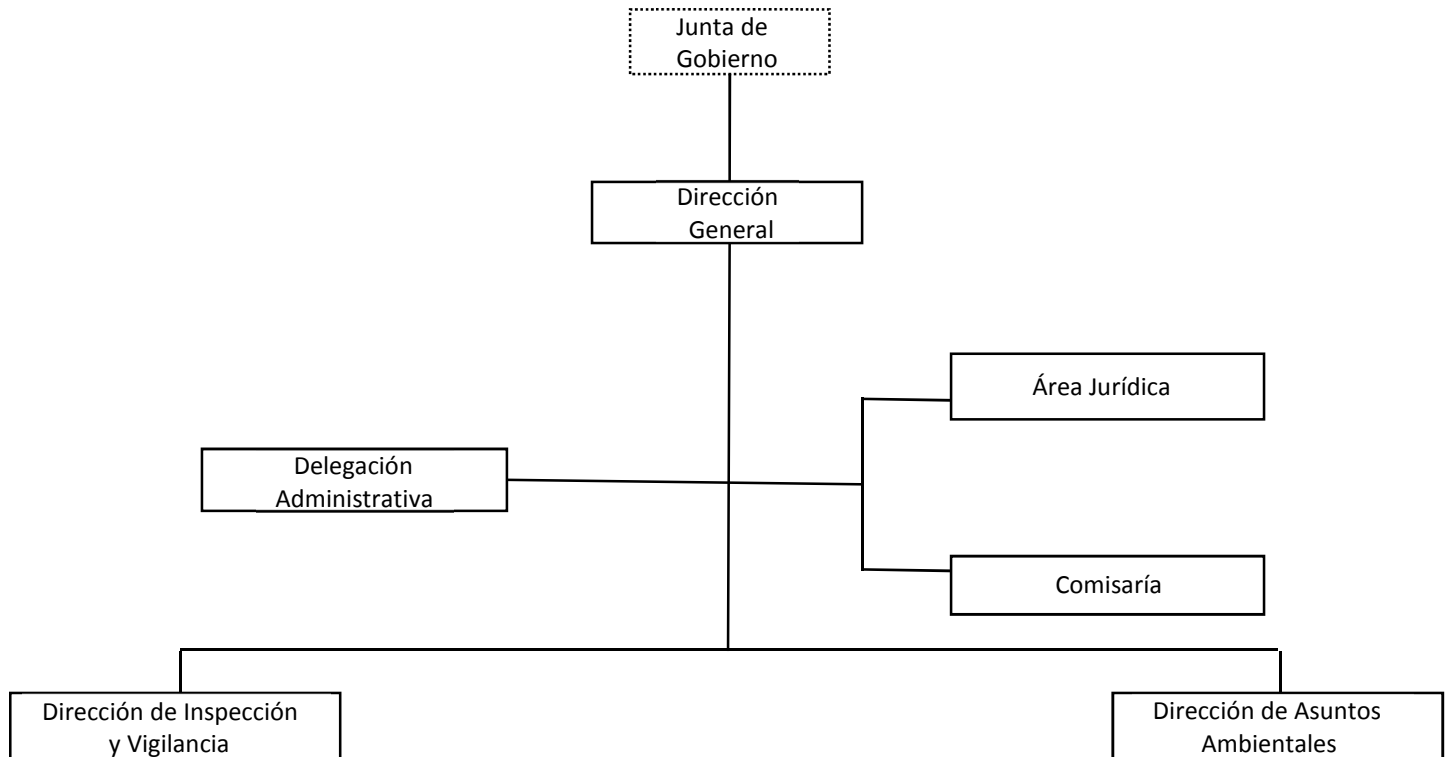 Junta de
Gobierno
Dirección
General
Área Jurídica
Delegación
Administrativa
Comisaría
Dirección de Inspección
y Vigilancia
Dirección de Asuntos
Ambientales